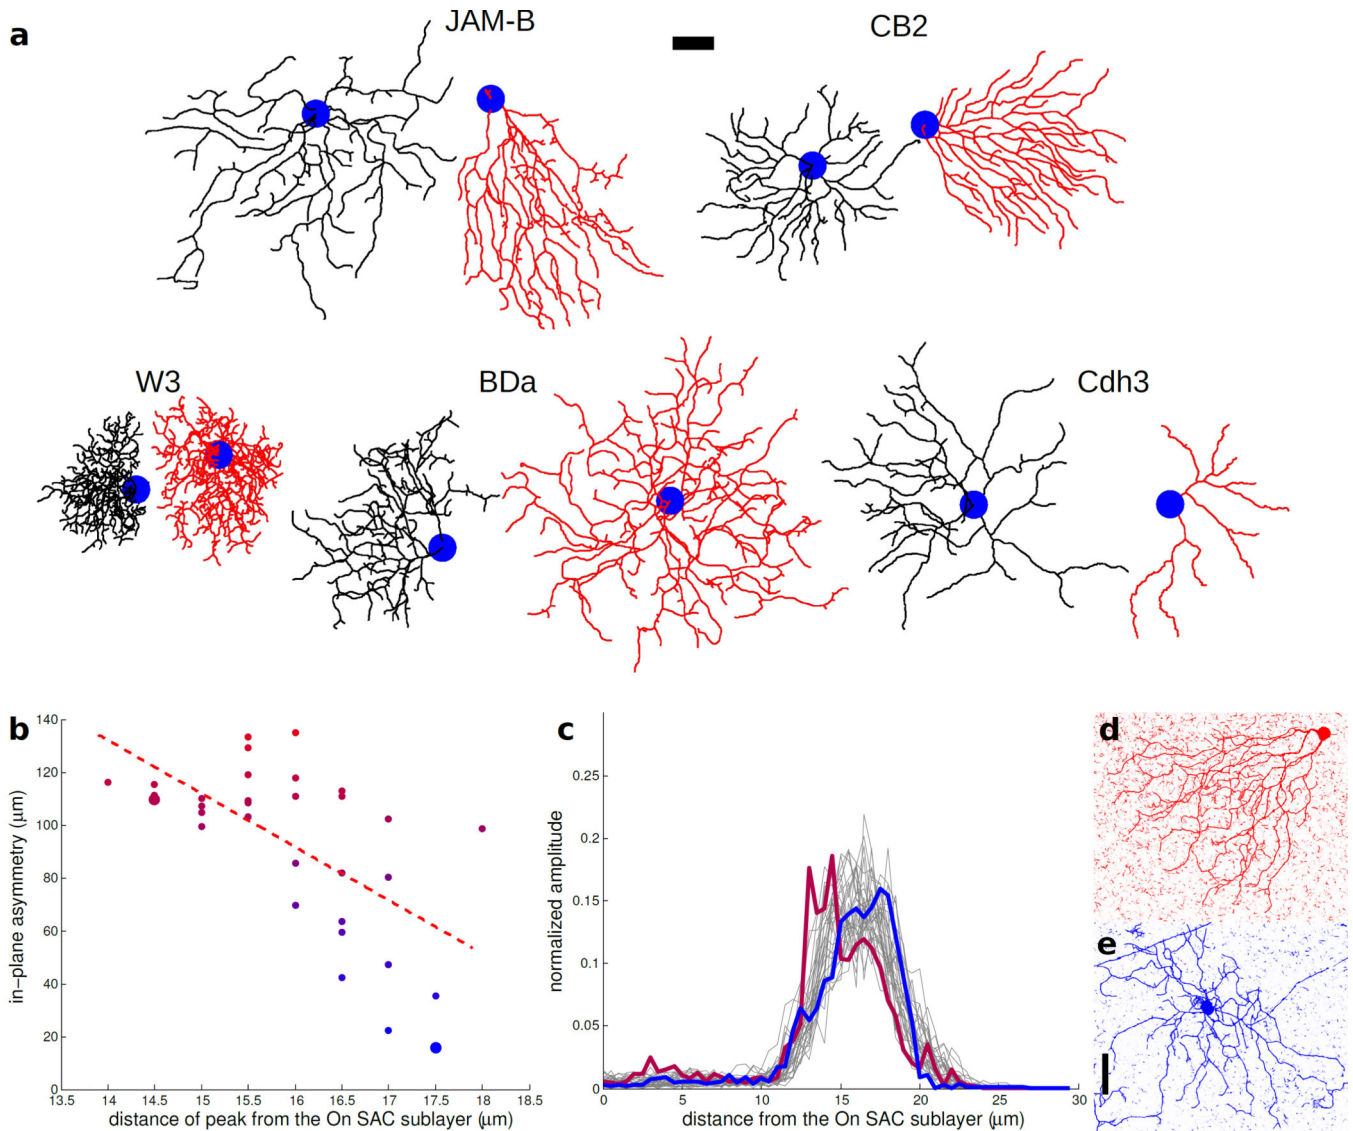 a
JAM-B
CB2
W3
BDa
Cdh3
b
in-plane asymmetry (μm)
140
120
100
80
60
40
20
0
13.5 14 14.5 15 15.5 16 16.5 17 17.5 18 18.5
distance of peak from the On SAC sublayer (μm)
c
normalized amplitude
0.25
0.2
0.15
0.1
0.05
0
0 5 10 15 20 25 30
distance from the On SAC sublayer (μm)
d
e